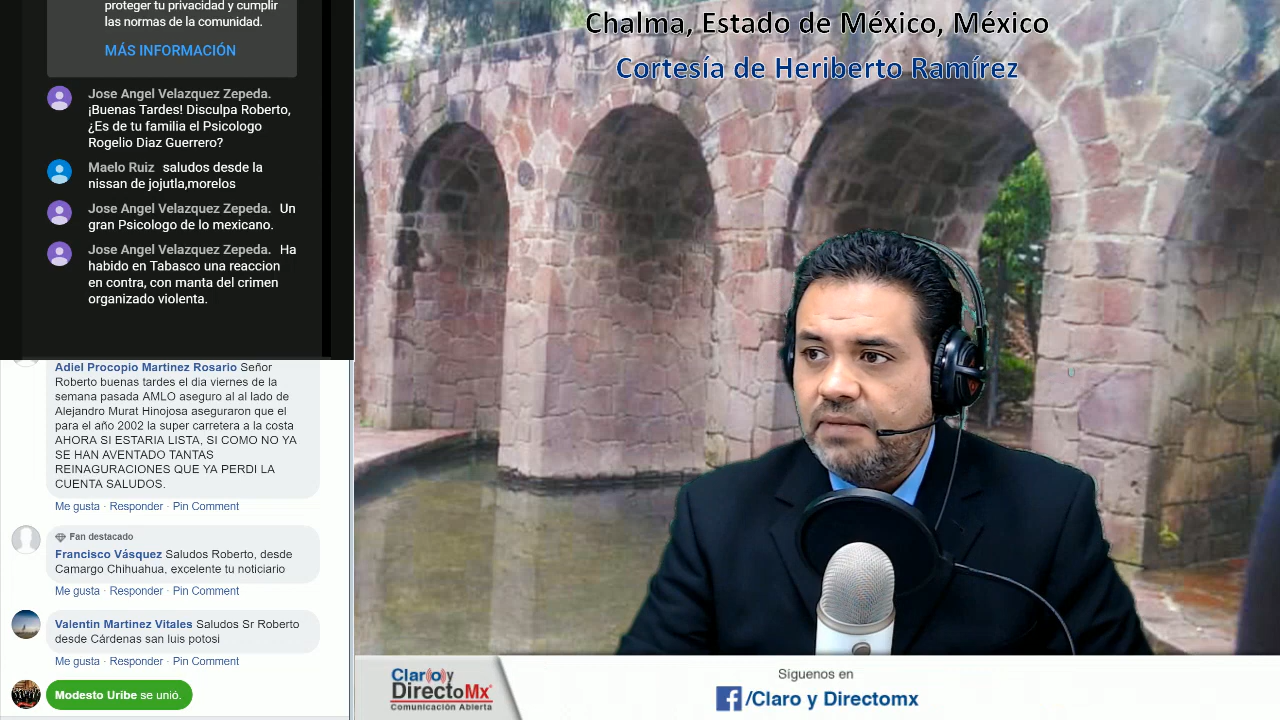 proteger tu privacidad y cumplir
las normas de la comunidad.
MÁS INFORMACIÓN
Jose Angel Velazquez Zepeda.
¡Buenas Tardes! Disculpa Roberto,
¿Es de tu familia el Psicologo
Rogelio Díaz Guerrero?
Maelo Ruiz saludos desde la
nissan de jojutla,morelos
Jose Angel Velazquez Zepeda. Un
gran Psicologo de lo mexicano.
Jose Angel Velazquez Zepeda. Ha
habido en Tabasco una reaccion
en contra, con manta del crimen
organizado violenta.
Adiel Procopio Martinez Rosario Señor
Roberto buenas tardes el dia viernes de la
semana pasada AMLO aseguro al al lado de
Alejandro Murat Hinojosa aseguraron que el
para el año 2002 la super carretera a la costa
AHORA SI ESTARIA LISTA, SI COMO NO YA
SE HAN AVENTADO TANTAS
REINAGURACIONES QUE YA PERDI LA
CUENTA SALUDOS.
Me gusta · Responder · Pin Comment
Fan destacado
Francisco Vásquez Saludos Roberto, desde
Camargo Chihuahua, excelente tu noticiario
Me gusta · Responder · Pin Comment
Valentin Martinez Vitales Saludos Sr Roberto
desde Cárdenas san luis potosi
Me gusta · Responder · Pin Comment
Modesto Uribe se unió.
Chalma, Estado de México, México
Cortesía de Heriberto Ramírez
Claro y
DirectoMx
Comunicación Abierta
Síguenos en
/Claro y Directomx